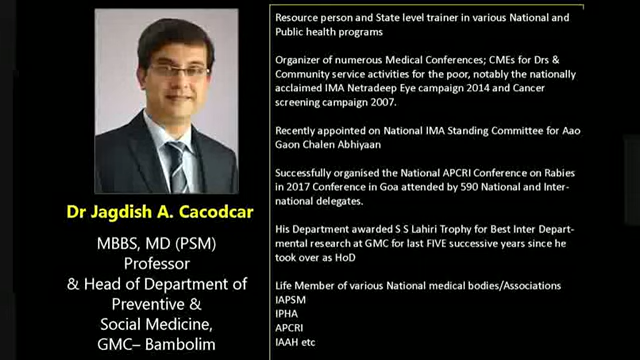 Dr Jagdish A. Cacodcar
MBBS, MD (PSM)
Professor
& Head of Department of
Preventive &
Social Medicine,
GMC– Bambolim
Resource person and State level trainer in various National and
Public health programs
Organizer of numerous Medical Conferences; CMEs for Drs &
Community service activities for the poor, notably the nationally
acclaimed IMA Netradeep Eye campaign 2014 and Cancer
screening campaign 2007.
Recently appointed on National IMA Standing Committee for Aao
Gaon Chalen Abhiyaan
Successfully organised the National APCRI Conference on Rabies
in 2017 Conference in Goa attended by 590 National and Inter-
national delegates.
His Department awarded S S Lahiri Trophy for Best Inter Depart-
mental research at GMC for last FIVE successive years since he
took over as HoD
Life Member of various National medical bodies/Associations
IAPSM
IPHA
APCRI
IAAH etc